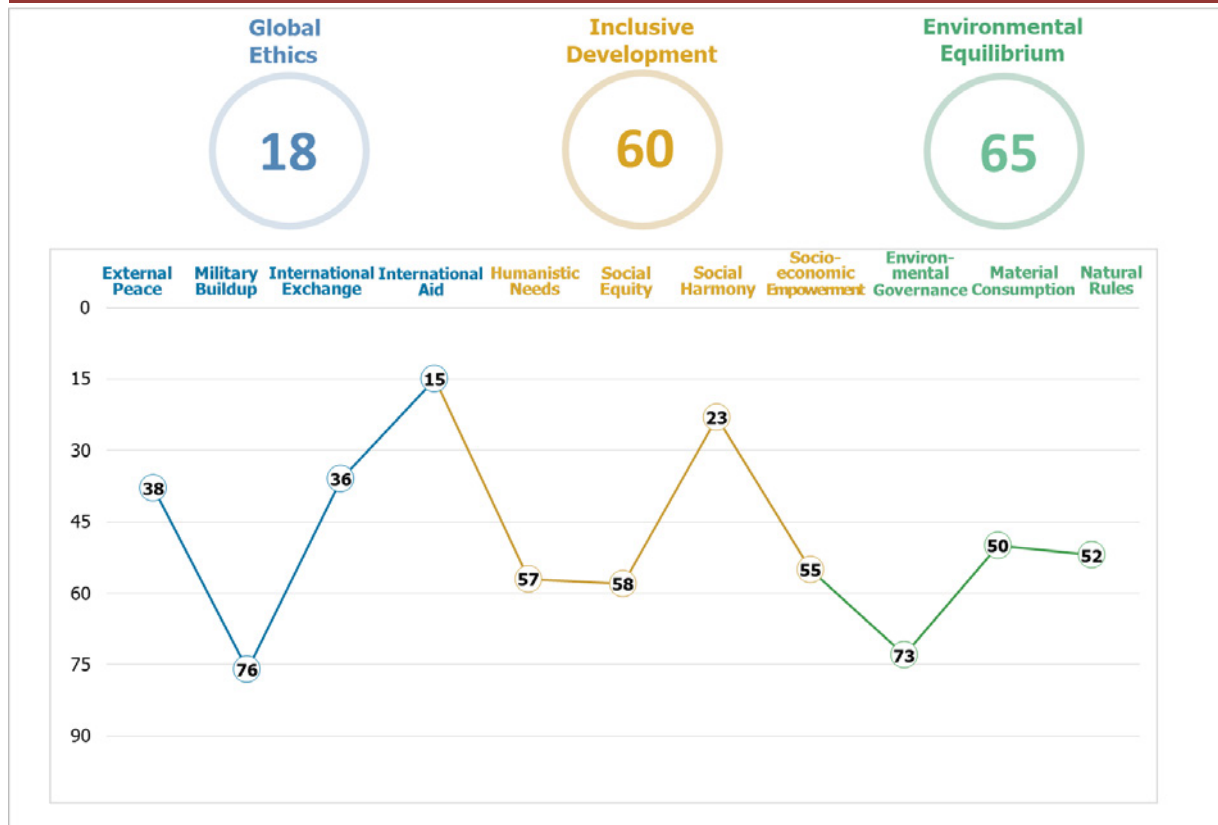 Global
Ethics
18
Inclusive
Development
60
Environmental
Equilibrium
65
External
Peace
Military
Buildup
International
Exchange
International
Aid
Humanistic
Needs
Social
Equity
Social
Harmony
Socio-
economic
Empowerment
Environ-
mental
Governance
Material
Consumption
Natural
Rules
0
15
30
45
60
75
90
38
76
36
15
57
58
23
55
73
50
52